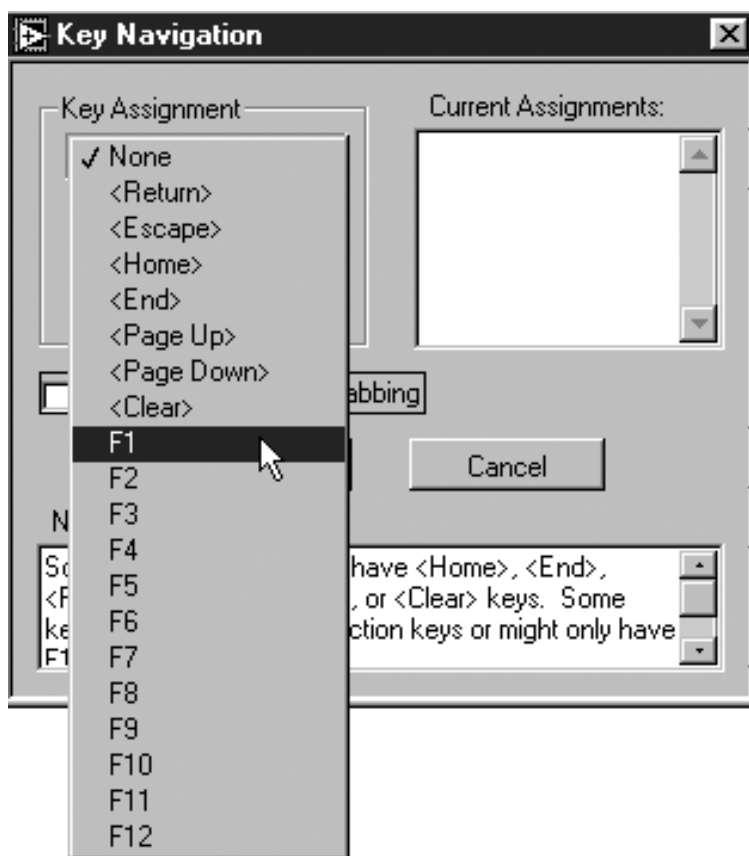 Key Navigation
Key Assignment
Current Assignments:
None
<Return>
<Escape>
<Home>
<End>
<Page Up>
<Page Down>
<Clear>
F1
F2
F3
F4
F5
F6
F7
F8
F9
F10
F11
F12
abbing
Cancel
N
So have <Home>, <End>,
<P , or <Clear> keys. Some
ke ction keys or might only have
F1